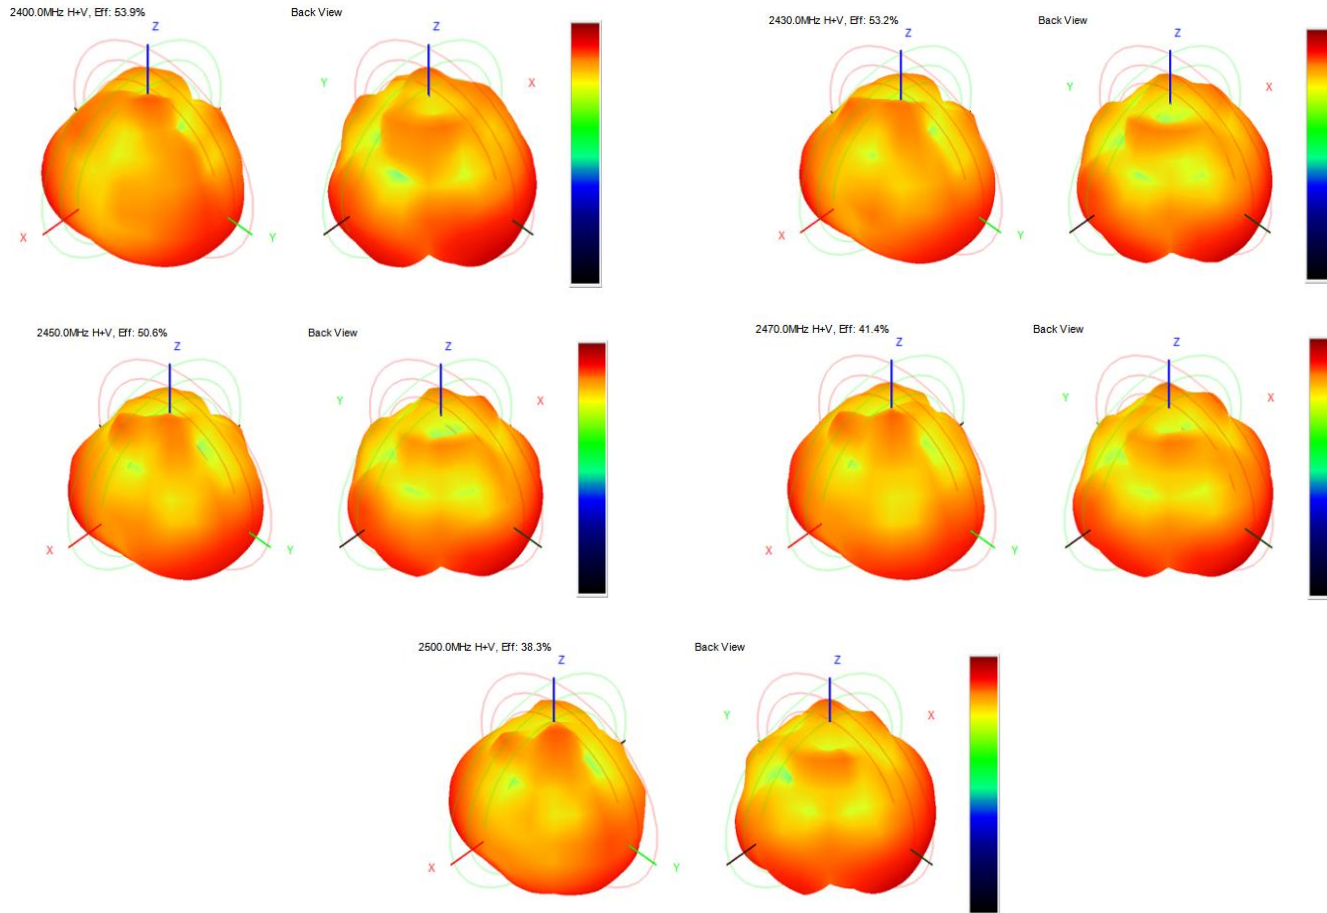 2400.0MHz H+V, Eff: 53.9%
Back View
Z
Z
Y
X
X
Y
2430.0MHz H+V, Eff: 53.2%
Back View
Z
Z
Y
X
X
Y
2450.0MHz H+V, Eff: 50.6%
Back View
Z
Z
Y
X
X
Y
2470.0MHz H+V, Eff: 41.4%
Back View
Z
Z
Y
X
X
Y
2500.0MHz H+V, Eff: 38.3%
Back View
Z
Z
Y
X
X
Y